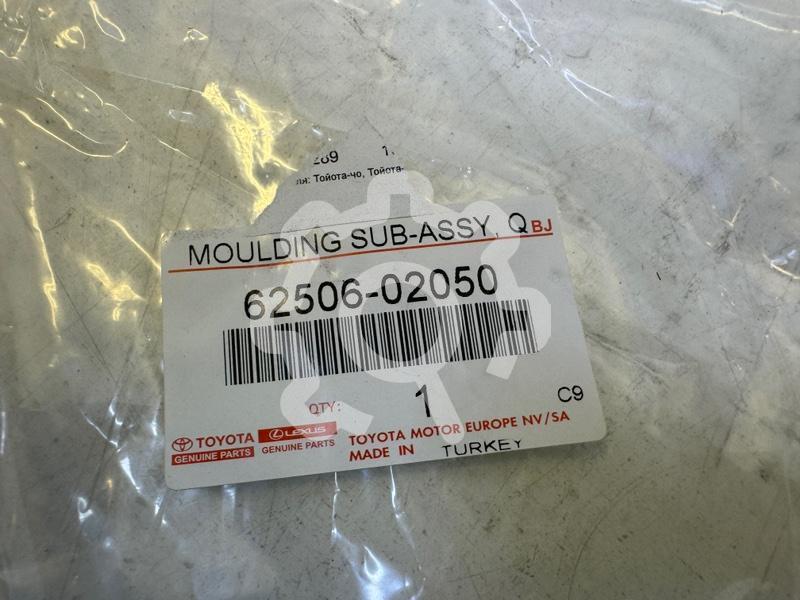 289
ля: Тойота-чо, Тойота-
MOULDING SUB-ASSY, Q BJ
62506-02050
QTY: 1 C9
TOYOTA LEXUS TOYOTA MOTOR EUROPE NV/SA
GENUINE PARTS GENUINE PARTS MADE IN TURKEY